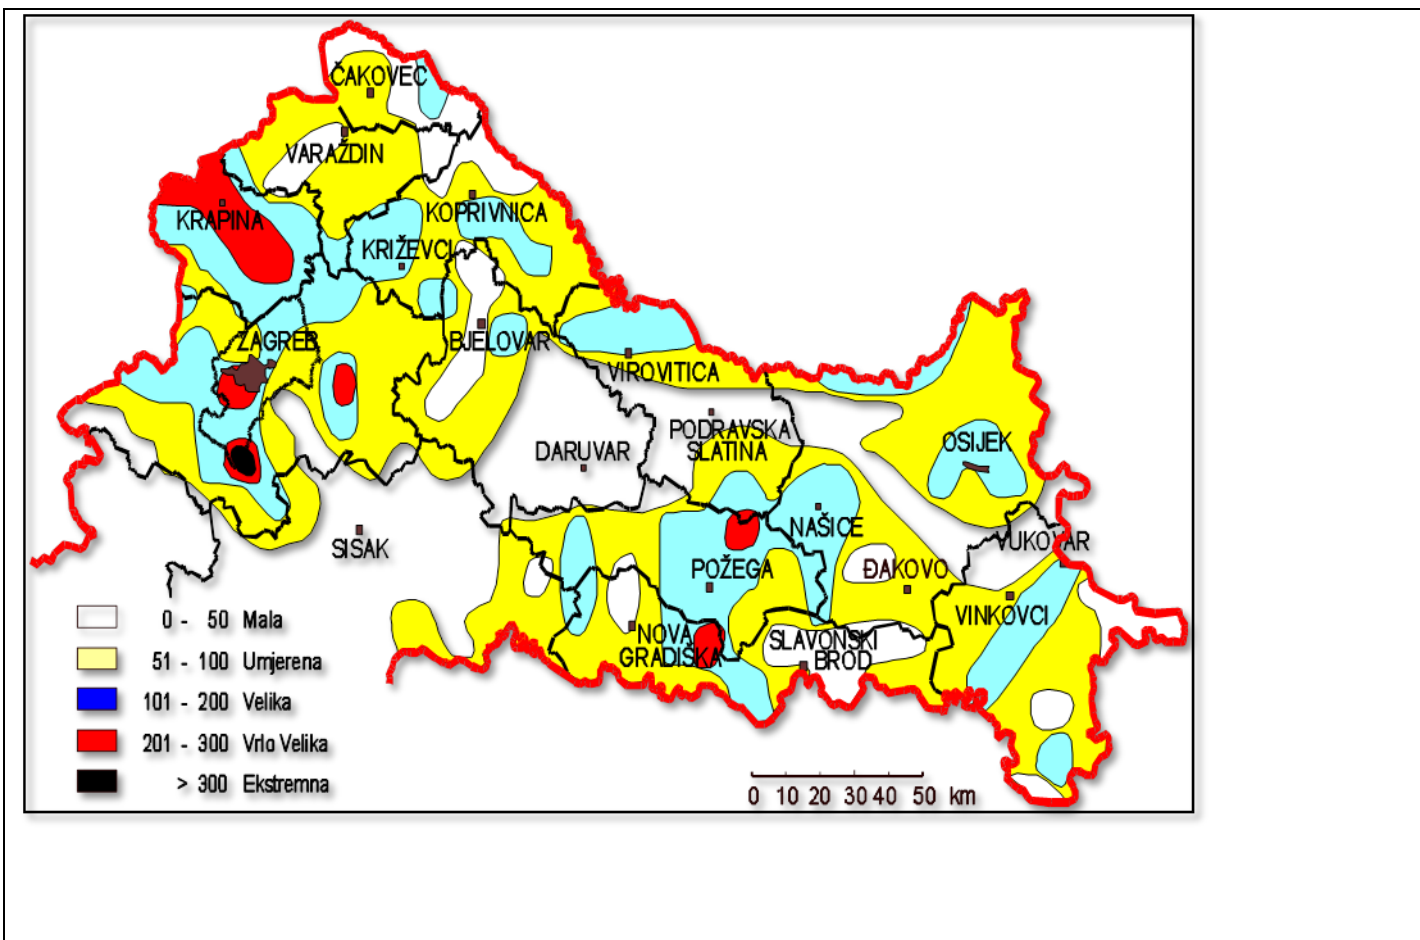 ČAKOVEC
VARAŽDIN
KRAPINA
KOPRIVNICA
KRIŽEVCI
ZAGREB
BJELOVAR
VIROVITICA
PODRAVSKA
SLATINA
DARUVAR
OSIJEK
SISAK
NAŠICE
VUKOVAR
POŽEGA
ĐAKOVO
VINKOVCI
NOVA
GRADIŠKA
SLAVONSKI
BROD
0 - 50 Mala
51 - 100 Umjerena
101 - 200 Velika
201 - 300 Vrlo Velika
> 300 Ekstremna
0 10 20 30 40 50 km